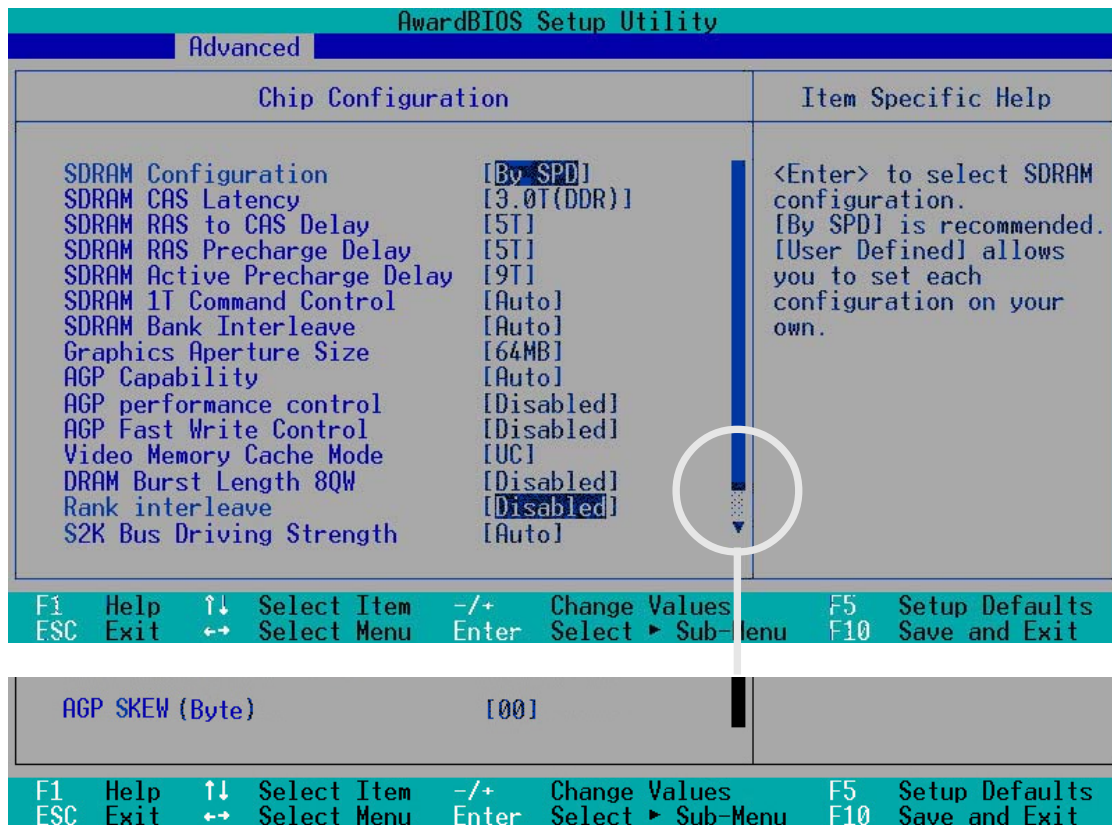 AwardBIOS Setup Utility
Advanced
Chip Configuration
Item Specific Help
SDRAM Configuration [By SPD]
SDRAM CAS Latency [3.0T(DDR)]
SDRAM RAS to CAS Delay [5T]
SDRAM RAS Precharge Delay [5T]
SDRAM Active Precharge Delay [9T]
SDRAM 1T Command Control [Auto]
SDRAM Bank Interleave [Auto]
Graphics Aperture Size [64MB]
AGP Capability [Auto]
AGP performance control [Disabled]
AGP Fast Write Control [Disabled]
Video Memory Cache Mode [UC]
DRAM Burst Length 8QW [Disabled]
Rank interleave [Disabled]
S2K Bus Driving Strength [Auto]
<Enter> to select SDRAM
configuration.
[By SPD] is recommended.
[User Defined] allows
you to set each
configuration on your
own.
F1 Help ↑↓ Select Item -/+ Change Values F5 Setup Defaults
ESC Exit ←→ Select Menu Enter Select ► Sub-Menu F10 Save and Exit
AGP SKEW (Byte) [00]
F1 Help ↑↓ Select Item -/+ Change Values F5 Setup Defaults
ESC Exit ←→ Select Menu Enter Select ► Sub-Menu F10 Save and Exit